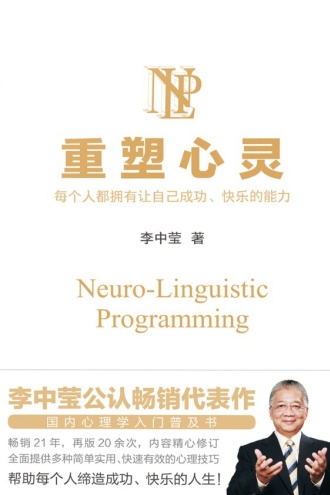 NLP
重塑心灵
每个人都拥有让自己成功、快乐的能力
李中莹 著
Neuro-Linguistic
Programming
李中莹公认畅销代表作
国内心理学入门普及书
畅销21年，再版20余次，内容精心修订
全面提供多种简单实用、快速有效的心理技巧
帮助每个人缔造成功、快乐的人生！